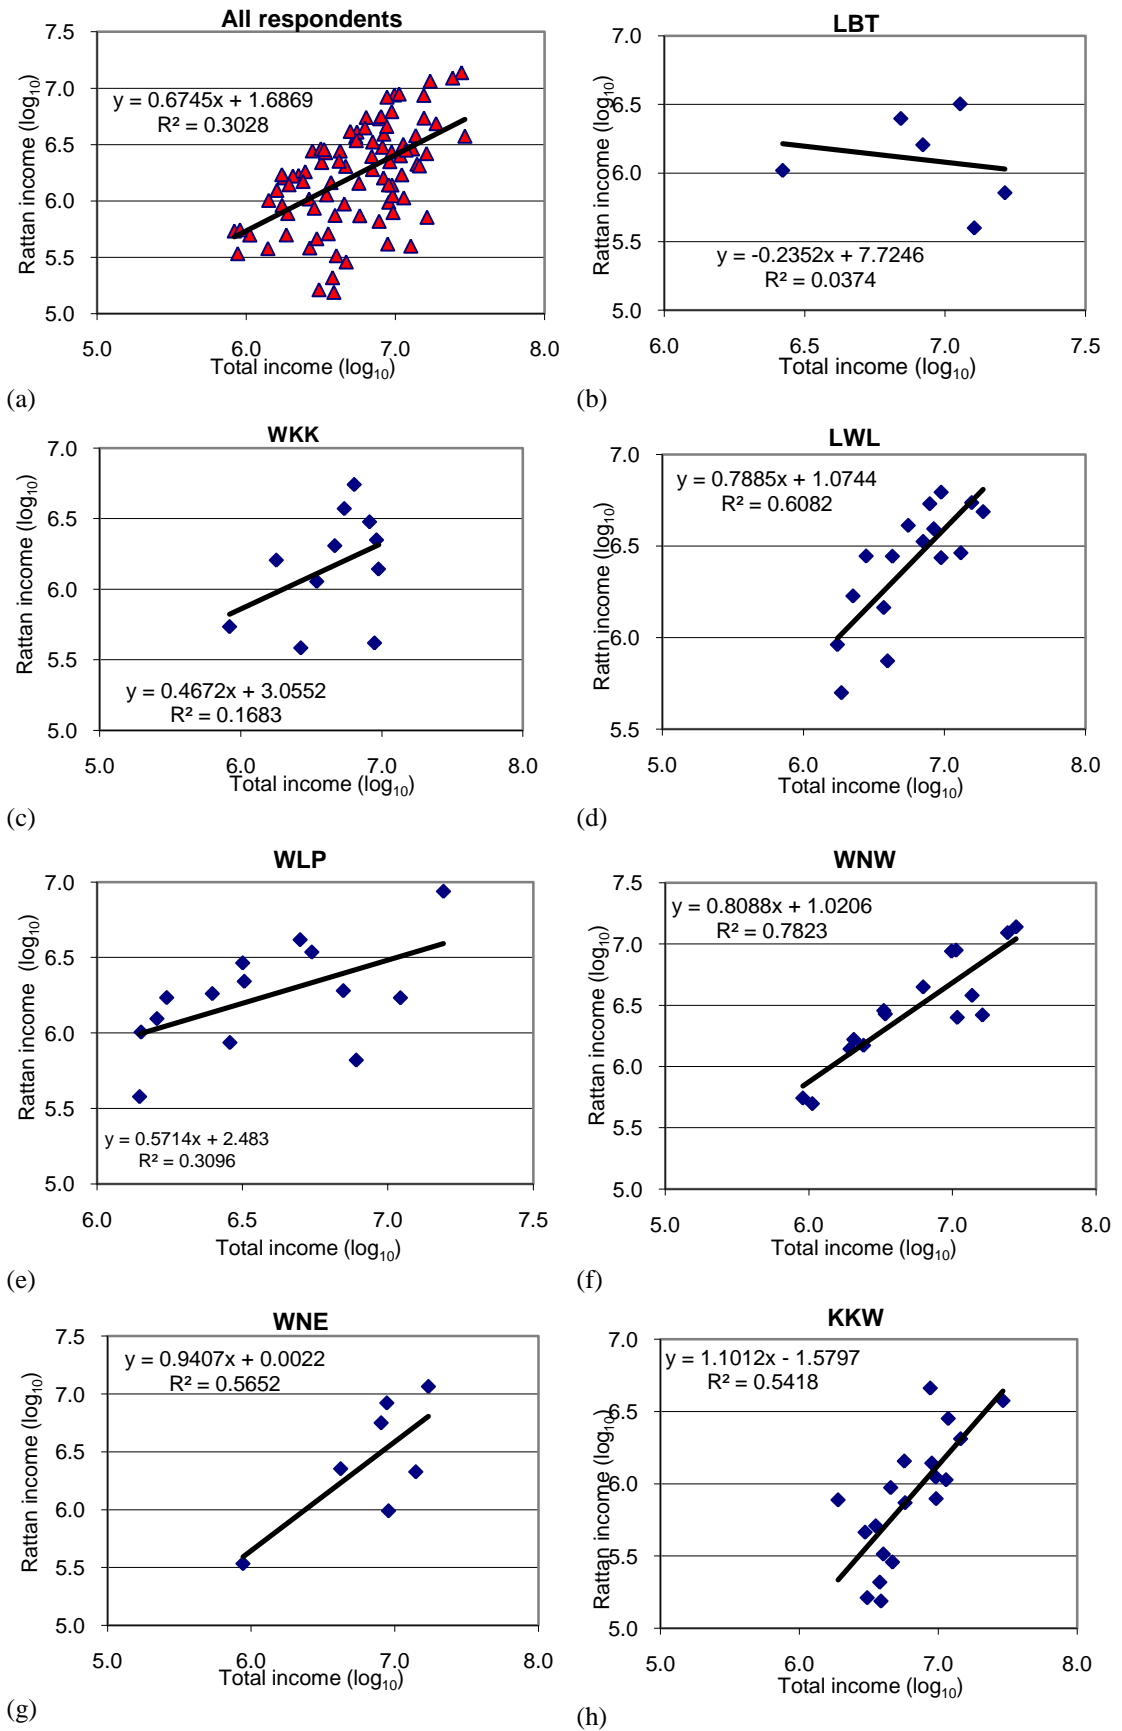 All respondents
7.5
7.0
6.5
6.0
5.5
5.0
Rattan income (log10)
y = 0.6745x + 1.6869
R² = 0.3028
5.0 6.0 7.0 8.0
Total income (log10)
(a)
LBT
7.0
6.5
6.0
5.5
5.0
Rattan income (log10)
y = -0.2352x + 7.7246
R² = 0.0374
6.0 6.5 7.0 7.5
Total income (log10)
(b)
WKK
7.0
6.5
6.0
5.5
5.0
Rattan income (log10)
y = 0.4672x + 3.0552
R² = 0.1683
5.0 6.0 7.0 8.0
Total income (log10)
(c)
LWL
7.0
6.5
6.0
5.5
Rattn income (log10)
y = 0.7885x + 1.0744
R² = 0.6082
5.0 6.0 7.0 8.0
Total income (log10)
(d)
WLP
7.0
6.5
6.0
5.5
5.0
Rattan income (log10)
y = 0.5714x + 2.483
R² = 0.3096
6.0 6.5 7.0 7.5
Total income (log10)
(e)
WNW
7.5
7.0
6.5
6.0
5.5
5.0
Rattan income (log10)
y = 0.8088x + 1.0206
R² = 0.7823
5.0 6.0 7.0 8.0
Total income (log10)
(f)
WNE
7.5
7.0
6.5
6.0
5.5
5.0
Rattan income (log10)
y = 0.9407x + 0.0022
R² = 0.5652
5.0 6.0 7.0 8.0
Total income (log10)
(g)
KKW
7.0
6.5
6.0
5.5
5.0
Rattan income (log10)
y = 1.1012x - 1.5797
R² = 0.5418
5.0 6.0 7.0 8.0
Total income (log10)
(h)